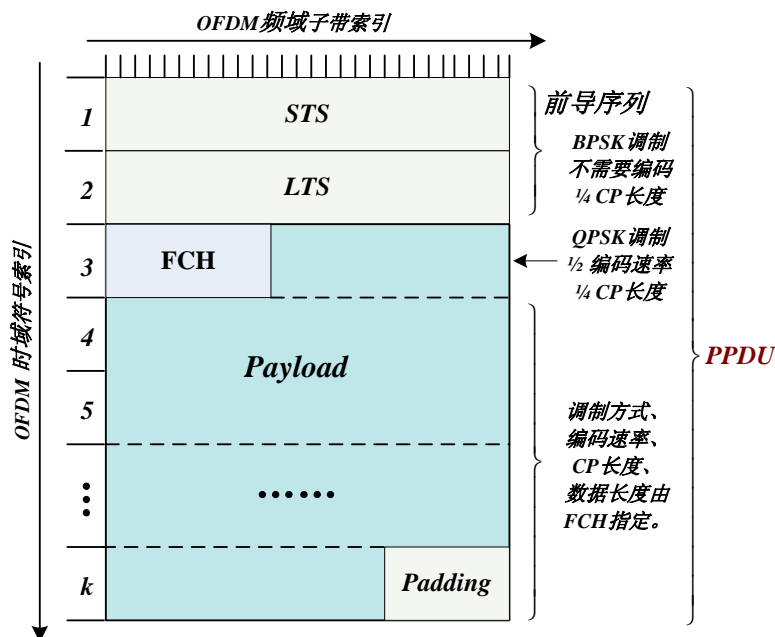 OFDM 频域子带索引
OFDM 时域符号索引
1
STS
2
LTS
前导序列
BPSK调制
不需要编码
¼ CP长度
3
FCH
QPSK调制
½ 编码速率
¼ CP长度
4
Payload
5
PPDU
调制方式、
编码速率、
CP长度、
数据长度由
FCH指定。
k
Padding